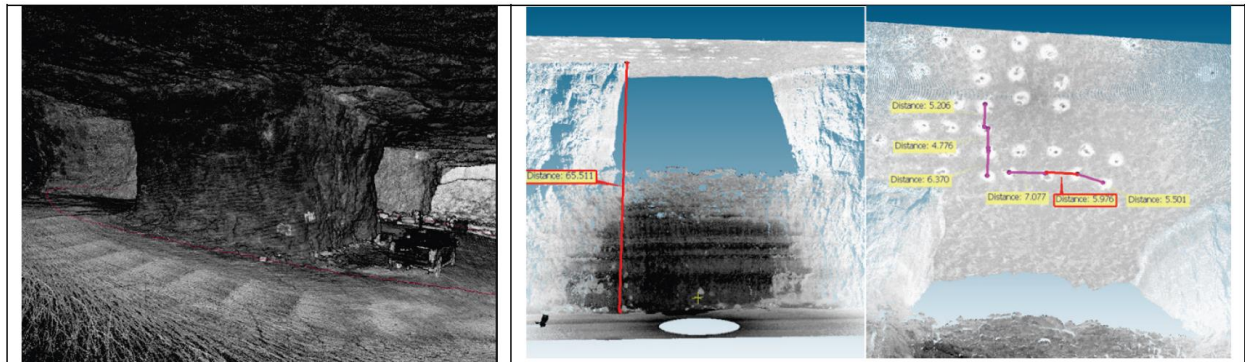 Distance: 65.511
Distance: 5.206
Distance: 4.776
Distance: 6.370
Distance: 7.077
Distance: 5.976
Distance: 5.501